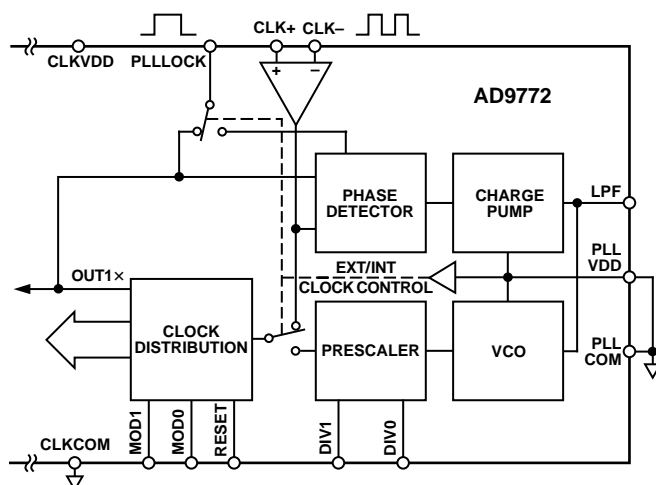 CLK+ CLK–
CLKVDD
PLLLOCK
+ –
AD9772
PHASE
DETECTOR
CHARGE
PUMP
LPF
OUT1×
EXT/INT
CLOCK CONTROL
PLL
VDD
CLOCK
DISTRIBUTION
PRESCALER
VCO
PLL
COM
CLKCOM
MOD1
MOD0
RESET
DIV1
DIV0